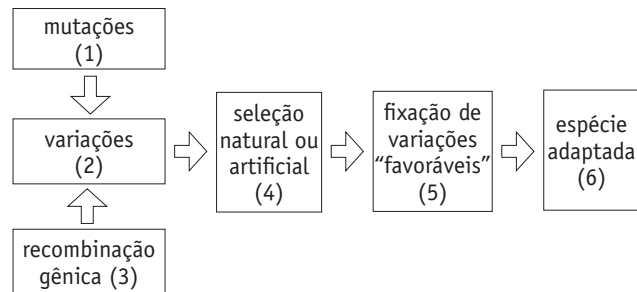 mutações
(1)
variações
(2)
recombinação
gênica (3)
seleção
natural ou
artificial
(4)
fixação de
variações
“favoráveis”
(5)
espécie
adaptada
(6)